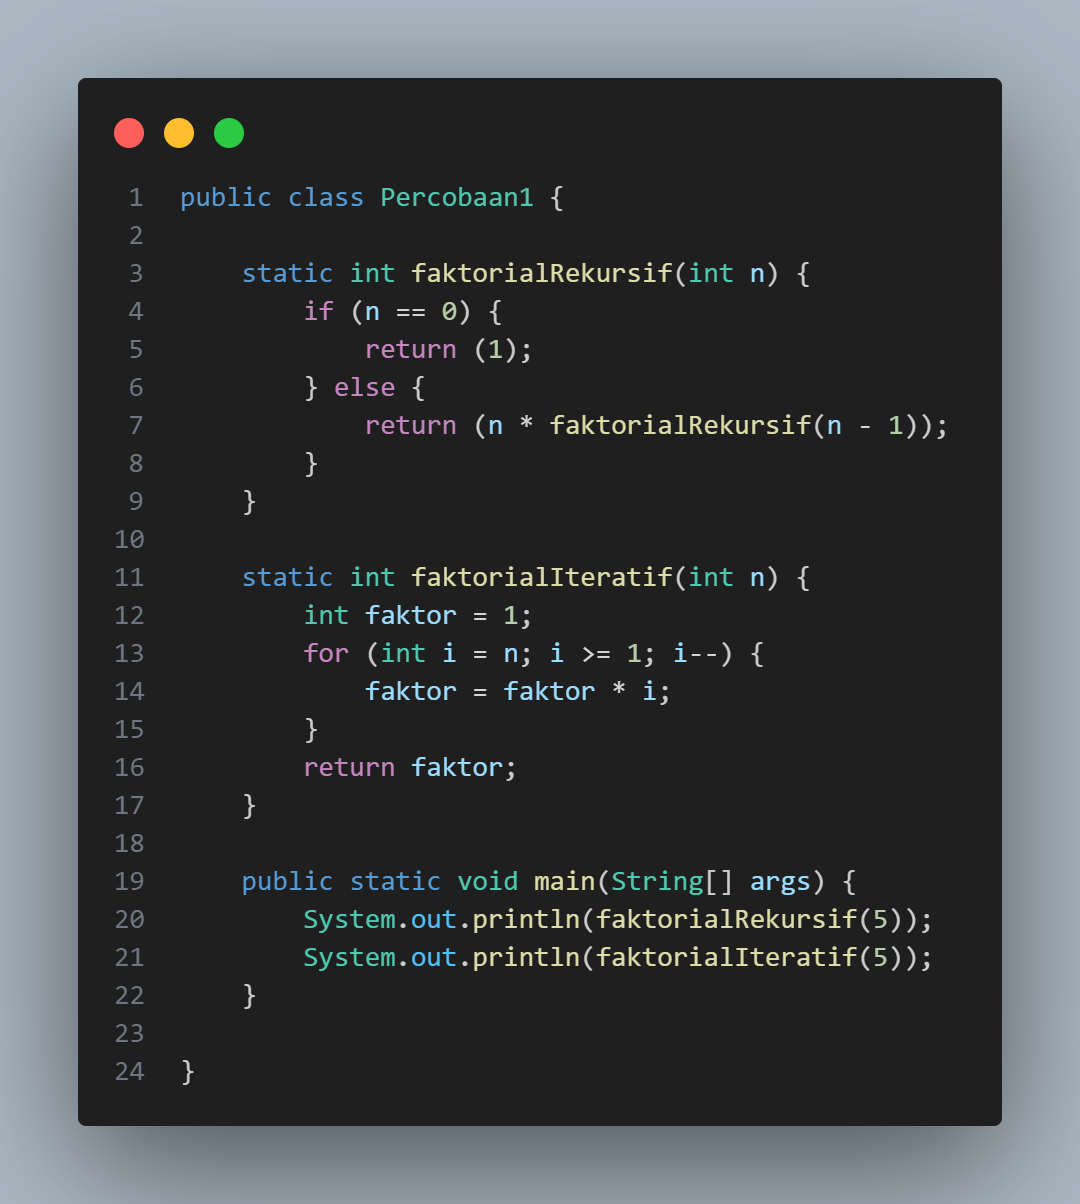 1 public class Percobaan1 {
2
3     static int faktorialRekursif(int n) {
4         if (n == 0) {
5             return (1);
6         } else {
7             return (n * faktorialRekursif(n - 1));
8         }
9     }
10
11     static int faktorialIteratif(int n) {
12         int faktor = 1;
13         for (int i = n; i >= 1; i--) {
14             faktor = faktor * i;
15         }
16         return faktor;
17     }
18
19     public static void main(String[] args) {
20         System.out.println(faktorialRekursif(5));
21         System.out.println(faktorialIteratif(5));
22     }
23
24 }